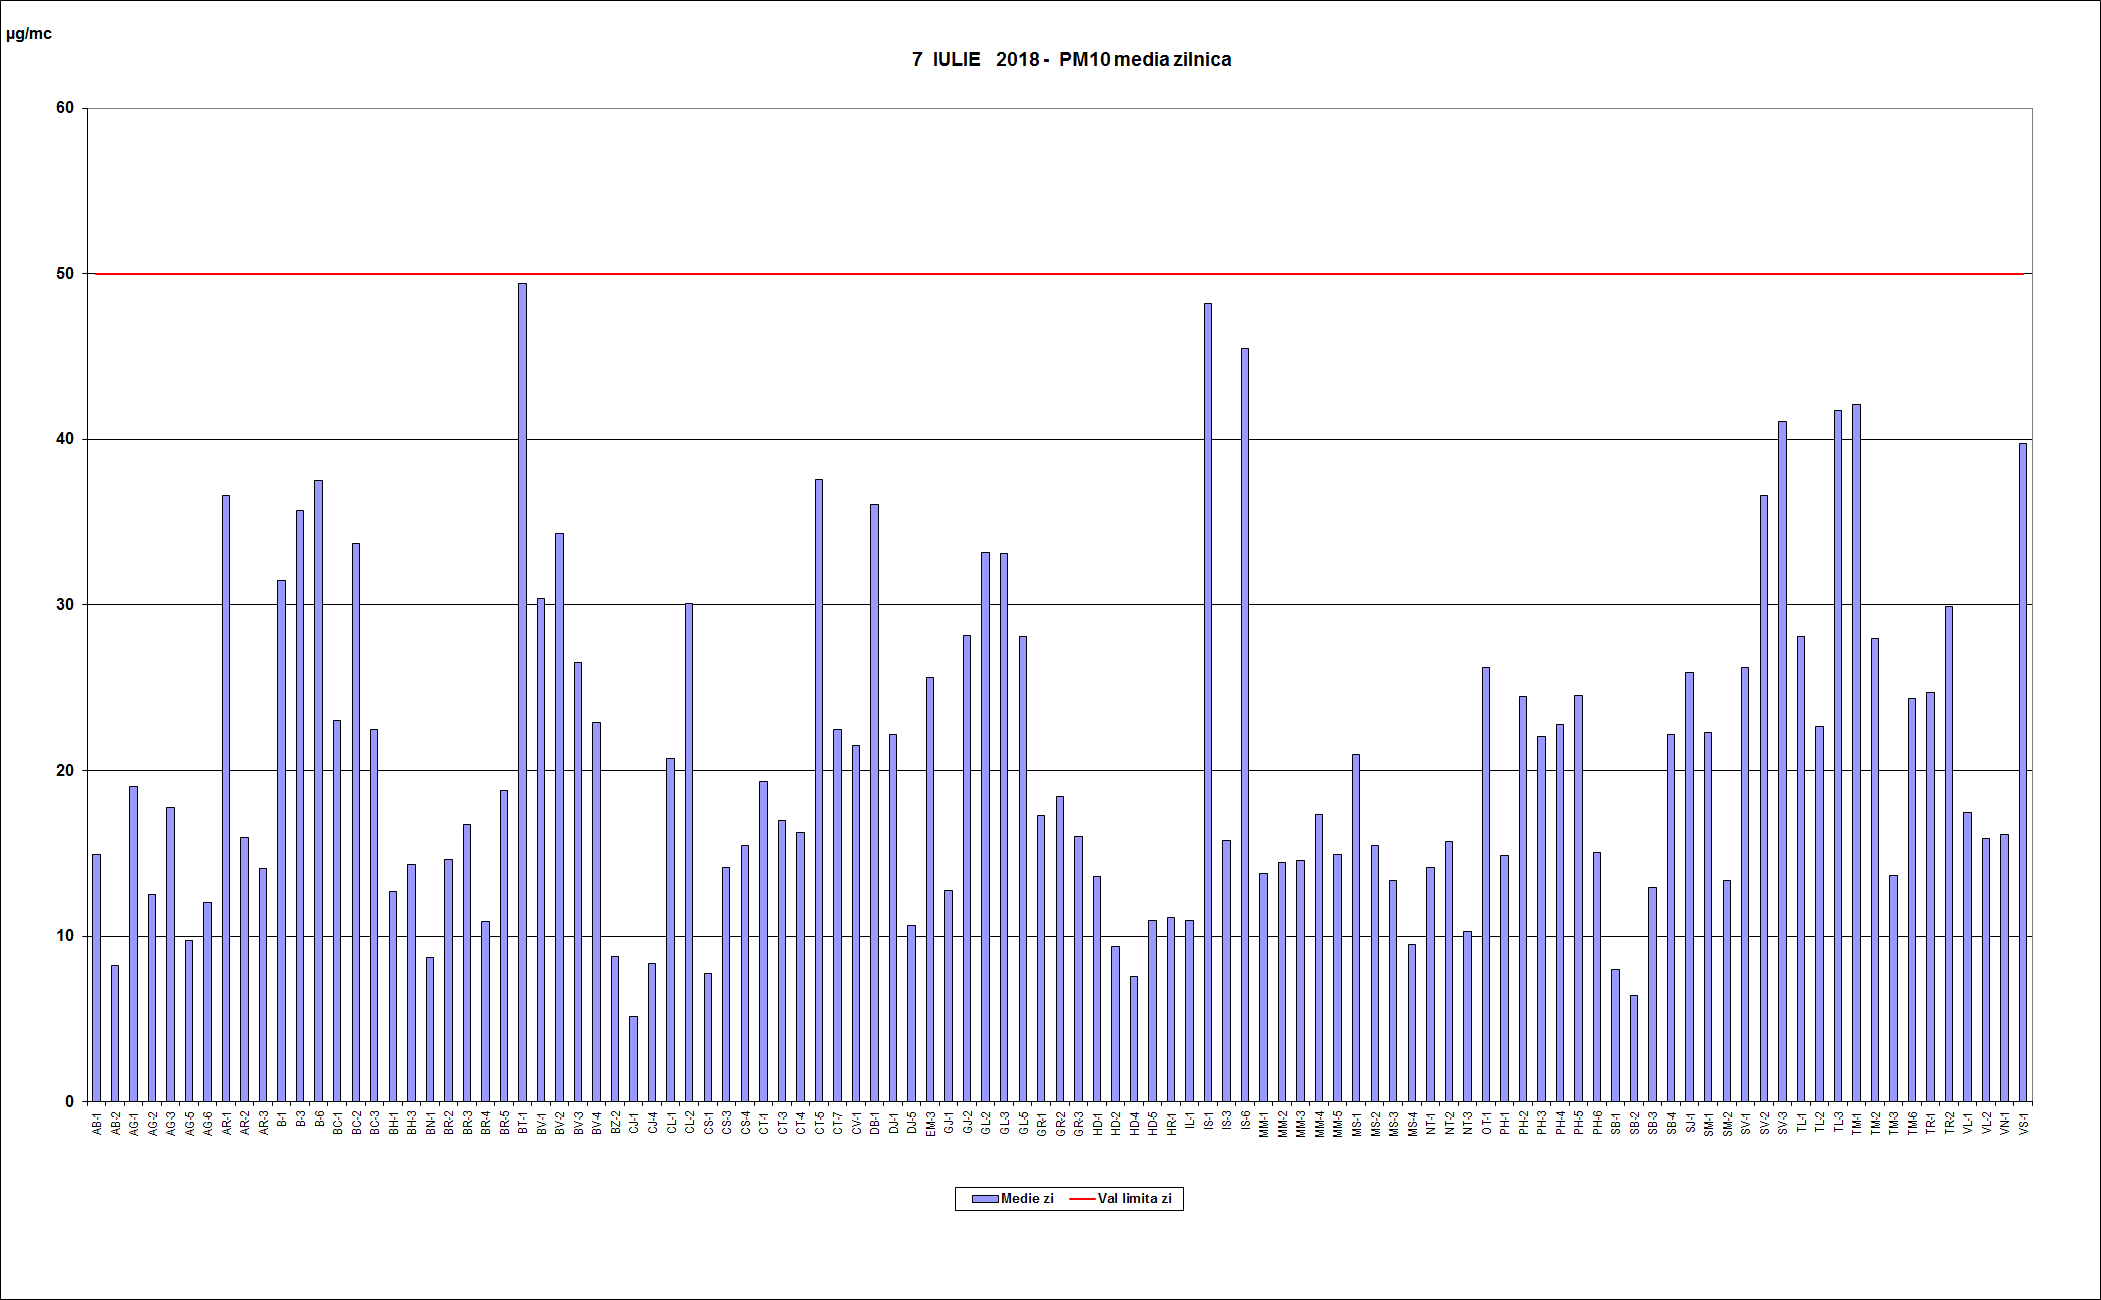 µg/mc
7 IULIE 2018 - PM10 media zilnica
60
50
40
30
20
10
0
AB-1 AB-2 AG-1 AG-2 AG-3 AG-5 AG-6 AR-1 AR-2 AR-3 B-1 B-3 B-6 BC-1 BC-2 BC-3 BH-1 BH-3 BN-1 BR-2 BR-3 BR-4 BR-5 BT-1 BV-1 BV-2 BV-3 BV-4 BZ-2 CJ-1 CJ-4 CL-1 CL-2 CS-1 CS-3 CS-4 CT-1 CT-3 CT-4 CT-5 CT-7 CV-1 DB-1 DJ-1 DJ-5 EM-3 GJ-1 GJ-2 GL-2 GL-3 GL-5 GR-1 GR-2 GR-3 HD-1 HD-2 HD-4 HD-5 HR-1 IL-1 IS-1 IS-3 IS-6 MM-1 MM-2 MM-3 MM-4 MM-5 MS-1 MS-2 MS-3 MS-4 NT-1 NT-2 NT-3 OT-1 PH-1 PH-2 PH-3 PH-4 PH-5 PH-6 SB-1 SB-2 SB-3 SB-4 SJ-1 SM-1 SM-2 SV-1 SV-2 SV-3 TL-1 TL-2 TL-3 TM-1 TM-2 TM-3 TM-6 TR-1 TR-2 VL-1 VL-2 VN-1 VS-1
Medie zi Val limita zi